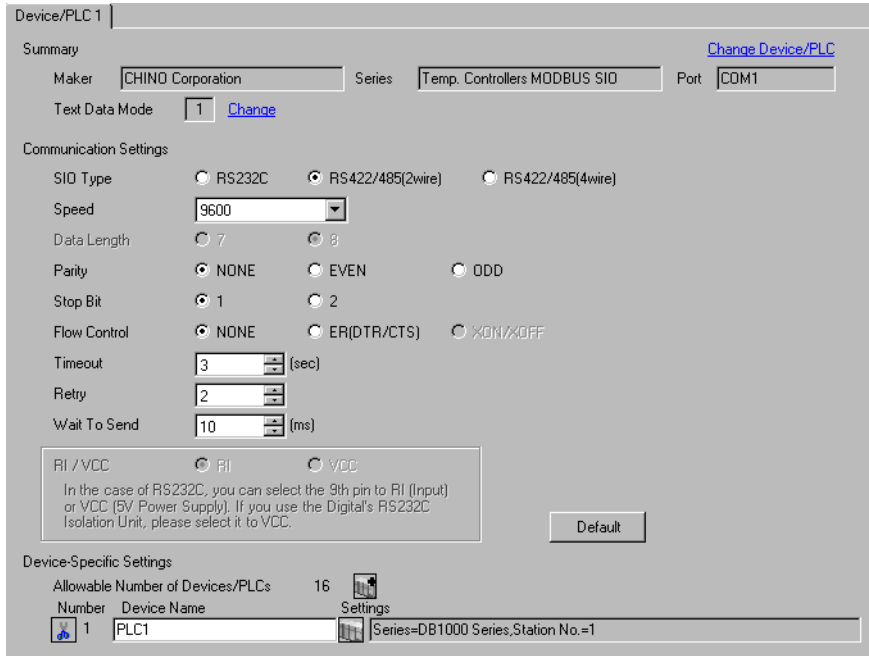 Device/PLC 1
Summary
Change Device/PLC
Maker CHINO Corporation Series Temp. Controllers MODBUS SIO Port COM1
Text Data Mode 1 Change
Communication Settings
SIO Type RS232C RS422/485(2wire) RS422/485(4wire)
Speed 9600
Data Length 7 8
Parity NONE EVEN ODD
Stop Bit 1 2
Flow Control NONE ER(DTR/CTS) XON/XOFF
Timeout 3 (sec)
Retry 2
Wait To Send 10 (ms)
RI / VCC RI VCC
In the case of RS232C, you can select the 9th pin to RI (Input)
or VCC (5V Power Supply). If you use the Digital's RS232C
Isolation Unit, please select it to VCC.
Default
Device-Specific Settings
Allowable Number of Devices/PLCs 16
Number Device Name Settings
1 PLC1 Series=DB1000 Series,Station No.=1